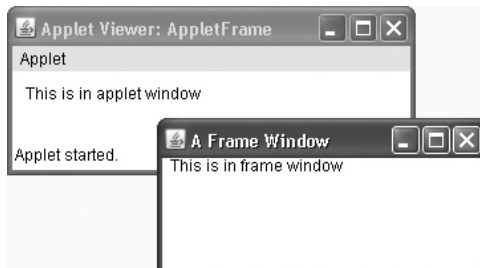 Applet Viewer: AppletFrame
Applet
This is in applet window
Applet started.
A Frame Window
This is in frame window